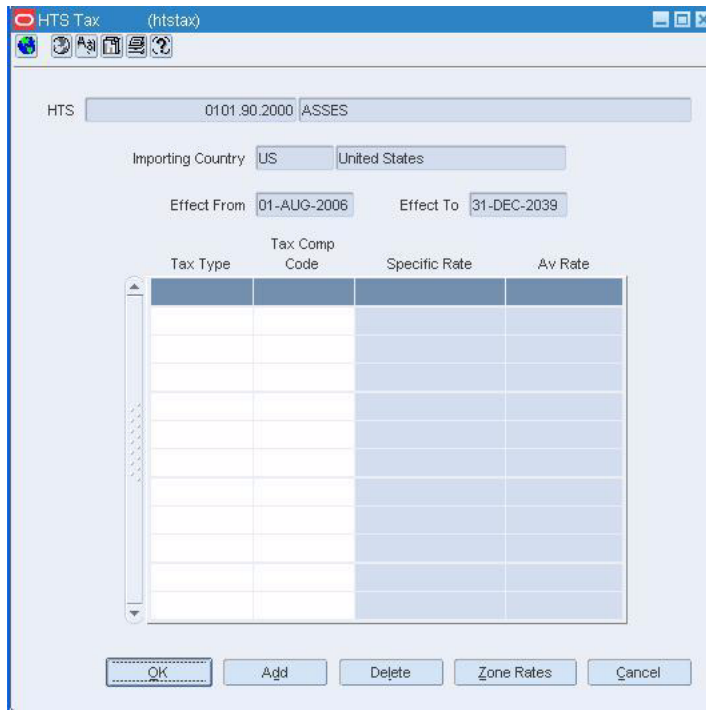 HTS Tax (htstax)
HTS 0101.90.2000 ASSES
Importing Country US United States
Effect From 01-AUG-2006 Effect To 31-DEC-2039
Tax Type Tax Comp Code Specific Rate Av Rate
OK Add Delete Zone Rates Cancel